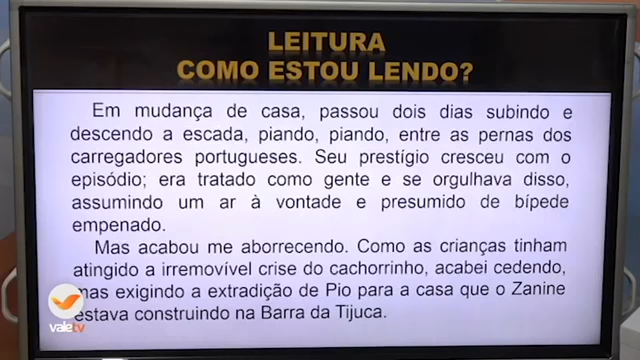 LEITURA
COMO ESTOU LENDO?
Em mudança de casa, passou dois dias subindo e
descendo a escada, piando, piando, entre as pernas dos
carregadores portugueses. Seu prestígio cresceu com o
episódio; era tratado como gente e se orgulhava disso,
assumindo um ar à vontade e presumido de bípede
empenado.
Mas acabou me aborrecendo. Como as crianças tinham
atingido a irremovível crise do cachorrinho, acabei cedendo,
mas exigindo a extradição de Pio para a casa que o Zanine
estava construindo na Barra da Tijuca.
valetv